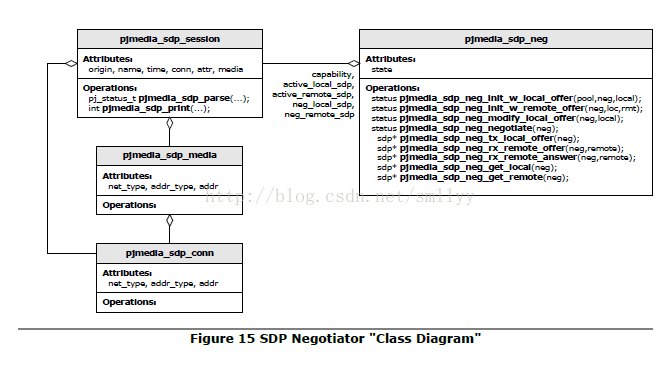 pjmedia_sdp_session
Attributes:
origin, name, time, conn, attr, media
Operations:
pj_status_t pjmedia_sdp_parse(...);
int pjmedia_sdp_print(...);
capability,
active_local_sdp,
active_remote_sdp,
neg_local_sdp,
neg_remote_sdp
pjmedia_sdp_neg
Attributes:
state
Operations:
status pjmedia_sdp_neg_init_w_local_offer(pool,neg,local);
status pjmedia_sdp_neg_init_w_remote_offer(neg,loc,rmt);
status pjmedia_sdp_neg_modify_local_offer(neg,local);
status pjmedia_sdp_neg_negotiate(neg);
sdp* pjmedia_sdp_neg_tx_local_offer(neg);
sdp* pjmedia_sdp_neg_rx_remote_offer(neg,remote);
sdp* pjmedia_sdp_neg_rx_remote_answer(neg,remote);
sdp* pjmedia_sdp_neg_get_local(neg);
sdp* pjmedia_sdp_neg_get_remote(neg);
pjmedia_sdp_media
Attributes:
net_type, addr_type, addr
Operations:
http://blog.csdn.net/smllyy
pjmedia_sdp_conn
Attributes:
net_type, addr_type, addr
Operations:
Figure 15 SDP Negotiator "Class Diagram"